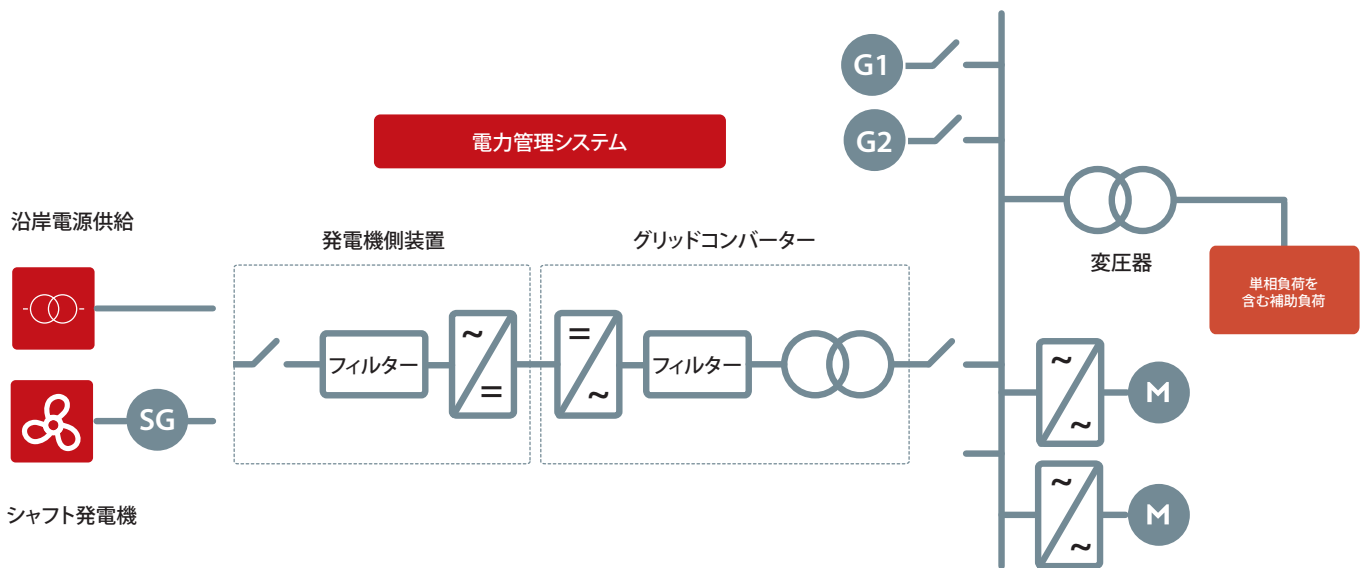 G1
電力管理システム
G2
沿岸電源供給
発電機側装置
グリッドコンバーター
変圧器
単相負荷を
含む補助負荷
~
=
フィルター
=
~
フィルター
~
~
M
SG
シャフト発電機
~
~
M